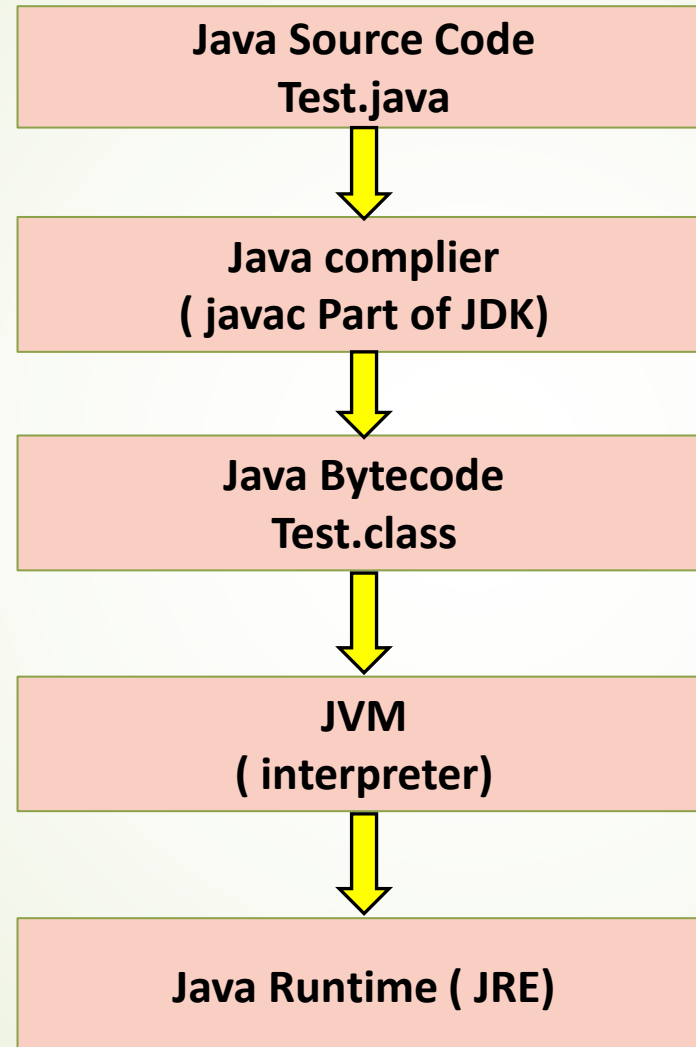 Java Source Code
Test.java
Java complier
( javac Part of JDK)
Java Bytecode
Test.class
JVM
( interpreter)
Java Runtime ( JRE)